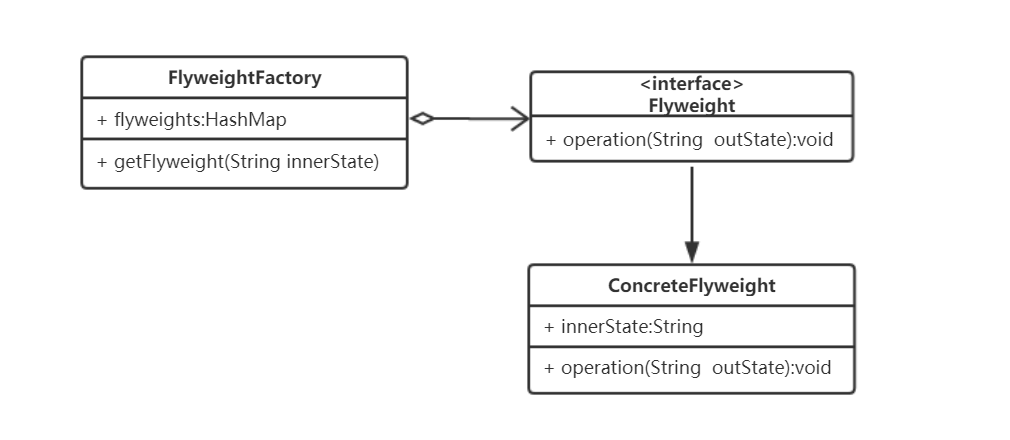 FlyweightFactory
+ flyweights:HashMap
+ getFlyweight(String innerState)
<interface>
Flyweight
+ operation(String outState):void
ConcreteFlyweight
+ innerState:String
+ operation(String outState):void